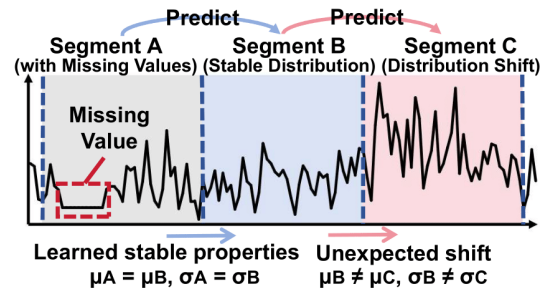 Predict Predict
Segment A Segment B Segment C
(with Missing Values) (Stable Distribution) (Distribution Shift)
Missing
Value
Learned stable properties Unexpected shift
μA = μB, σA = σB μB ≠ μC, σB ≠ σC